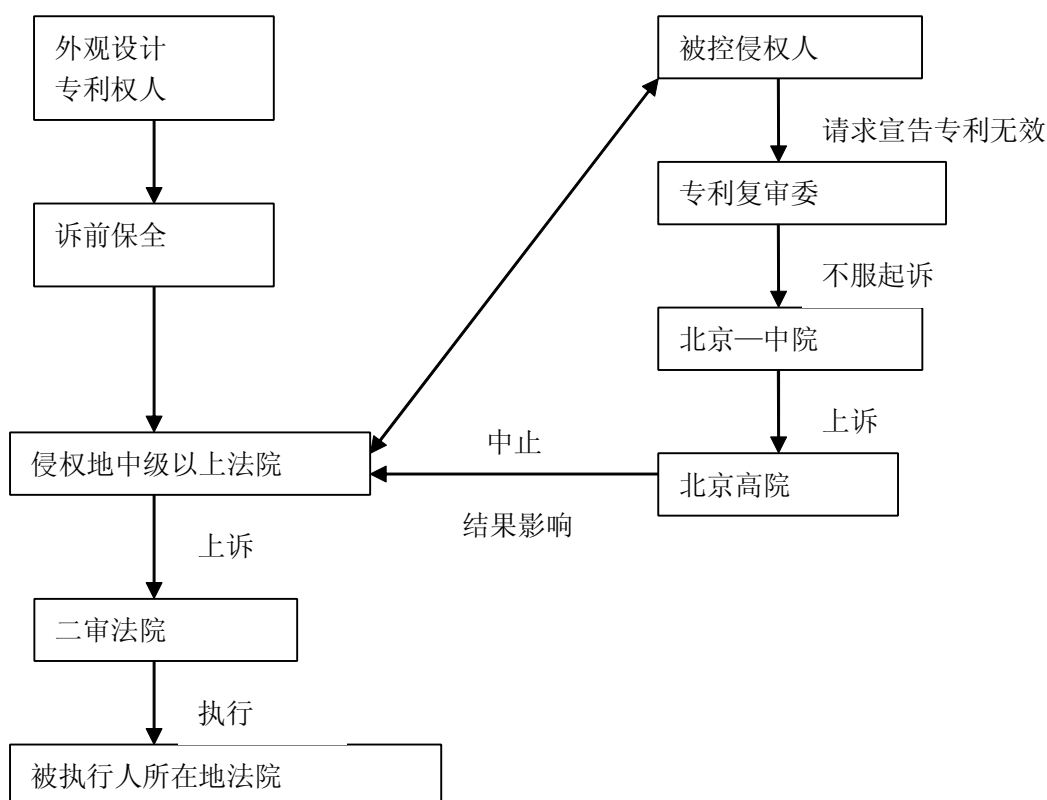 外观设计
专利权人
被控侵权人
请求宣告专利无效
专利复审委
诉前保全
不服起诉
北京—中院
上诉
中止
侵权地中级以上法院
北京高院
结果影响
上诉
二审法院
执行
被执行人所在地法院